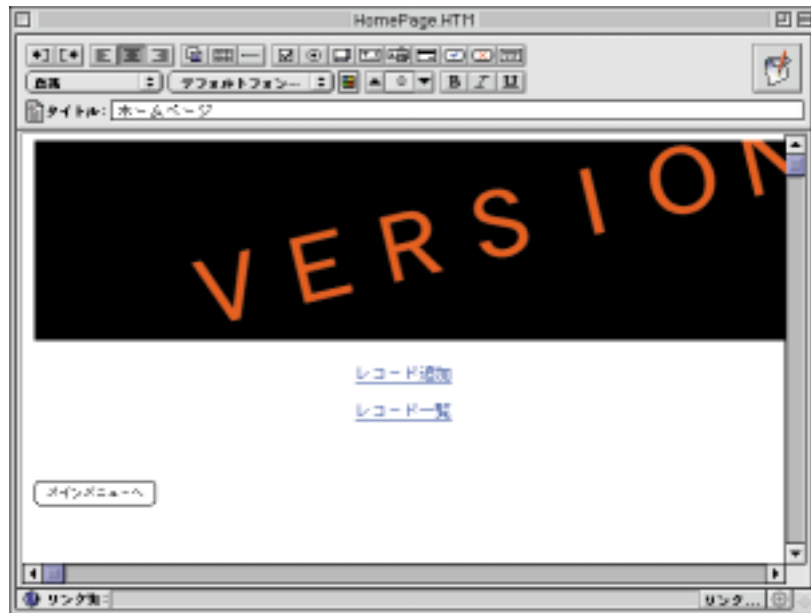 HomePage.HTM
デフォルトフォン...
0
B I U
タイトル: ホームページ
VERSION
レコード追加
レコード一覧
メインメニューへ
リンク先:
リンク...